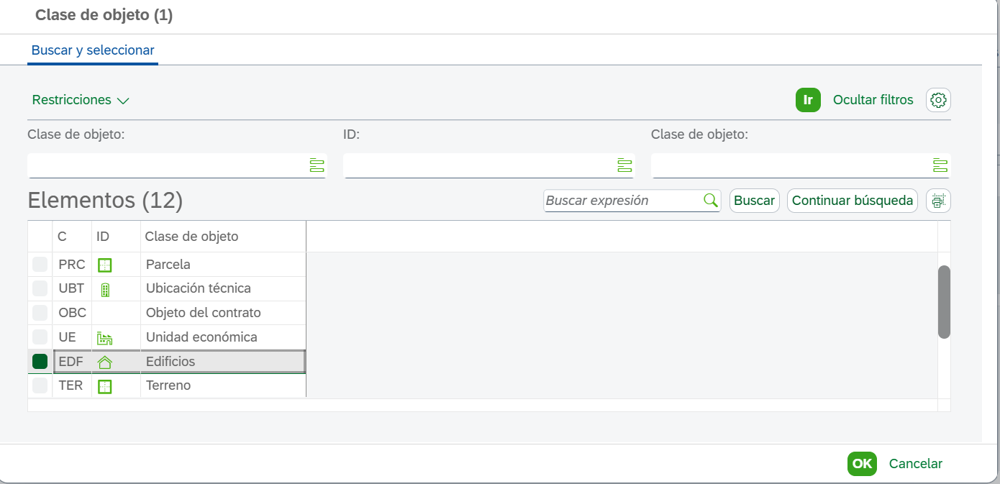 Clase de objeto (1)
Buscar y seleccionar
Restricciones
Ir
Ocultar filtros
Clase de objeto:
ID:
Clase de objeto:
Elementos (12)
Buscar expresión
Buscar
Continuar búsqueda
C ID Clase de objeto
PRC Parcela
UBT Ubicación técnica
OBC Objeto del contrato
UE Unidad económica
EDF Edificios
TER Terreno
OK
Cancelar